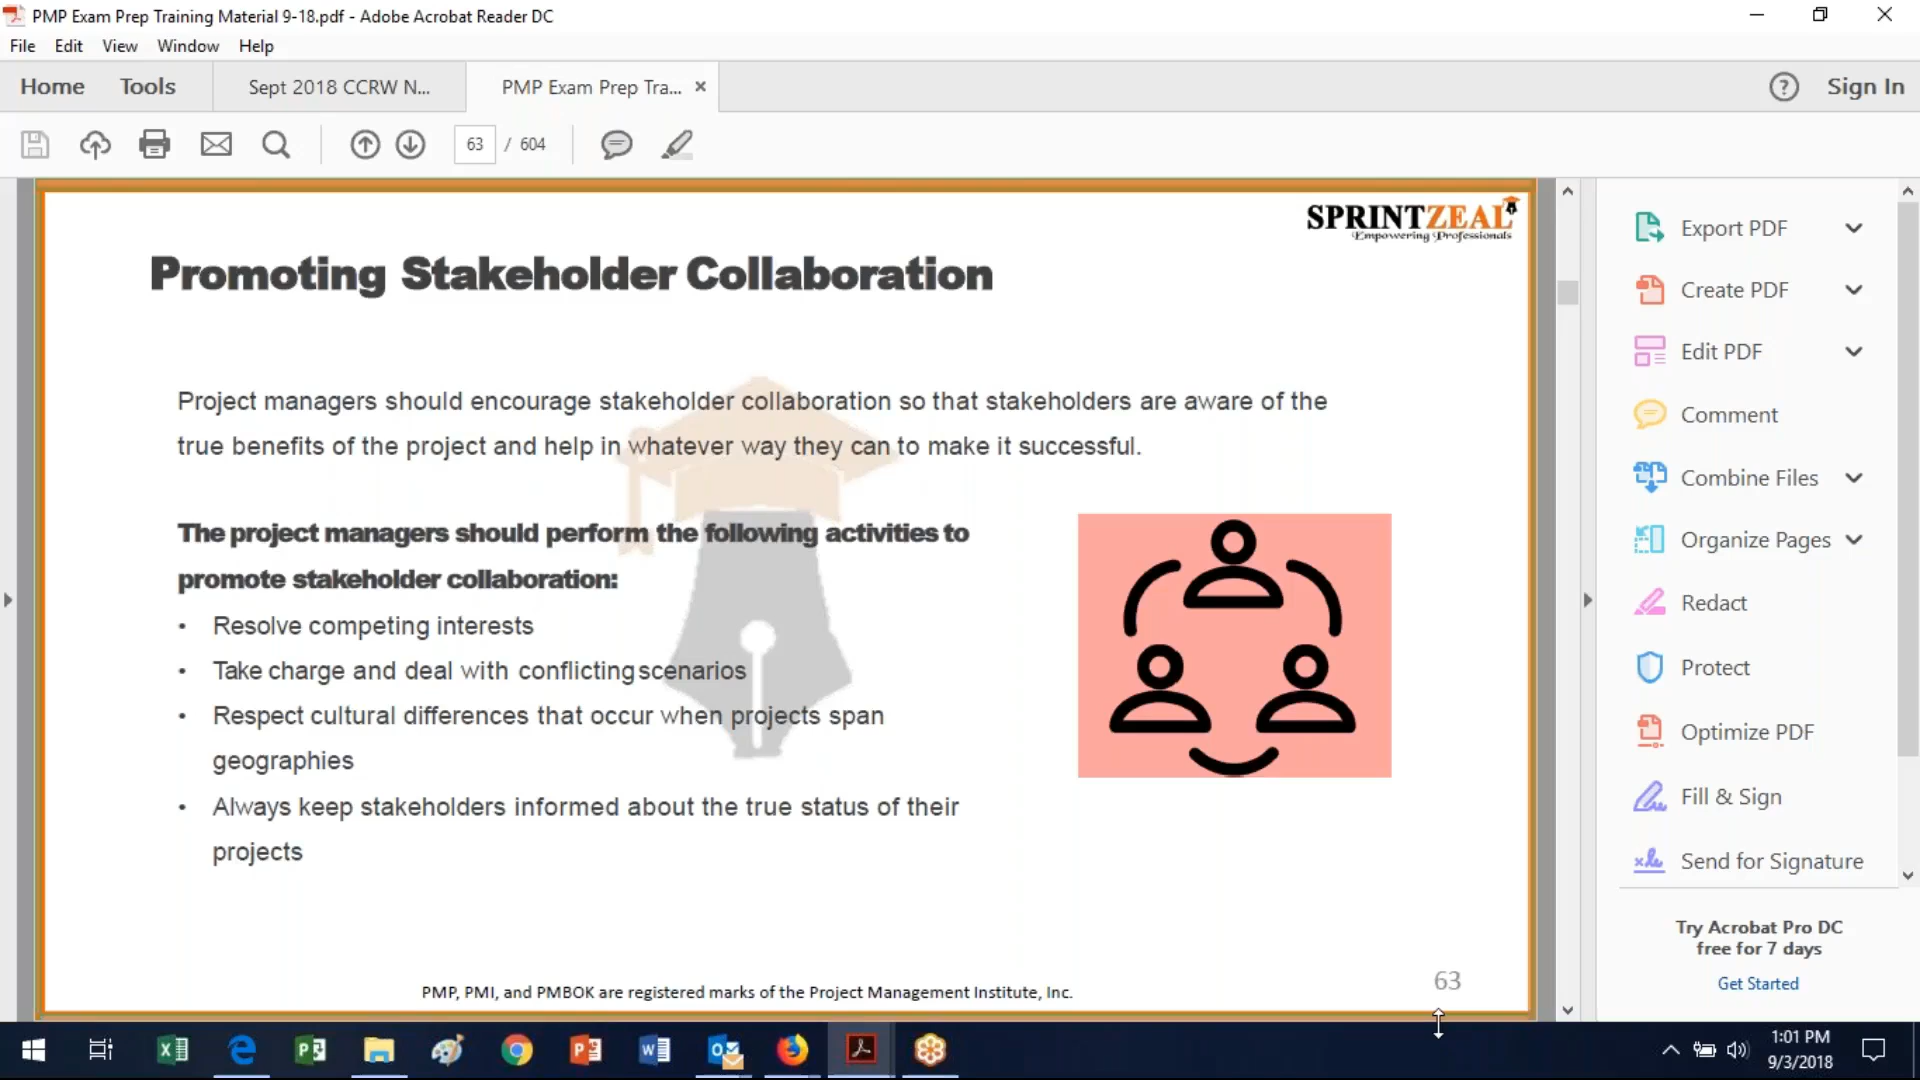 PMP Exam Prep Training Material 9-18.pdf - Adobe Acrobat Reader DC
File Edit View Window Help
Home Tools Sept 2018 CCRW N... PMP Exam Prep Tra... × ? Sign In
63 / 604
SPRINTZEAL
Empowering Professionals
Promoting Stakeholder Collaboration
Project managers should encourage stakeholder collaboration so that stakeholders are aware of the
true benefits of the project and help in whatever way they can to make it successful.
The project managers should perform the following activities to
promote stakeholder collaboration:
• Resolve competing interests
• Take charge and deal with conflicting scenarios
• Respect cultural differences that occur when projects span
geographies
• Always keep stakeholders informed about the true status of their
projects
PMP, PMI, and PMBOK are registered marks of the Project Management Institute, Inc.
63
Export PDF
Create PDF
Edit PDF
Comment
Combine Files
Organize Pages
Redact
Protect
Optimize PDF
Fill & Sign
Send for Signature
Try Acrobat Pro DC
free for 7 days
Get Started
1:01 PM
9/3/2018